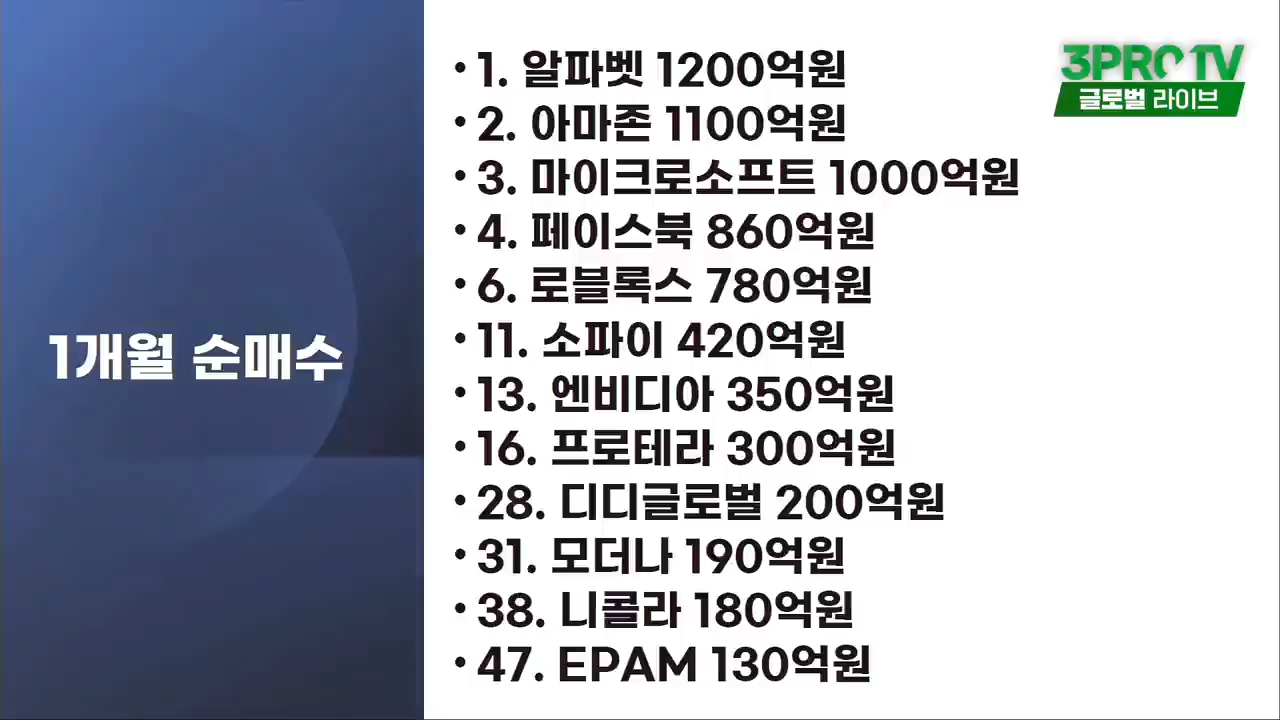 3PRO TV
글로벌 라이브
1개월 순매수
• 1. 알파벳 1200억원
• 2. 아마존 1100억원
• 3. 마이크로소프트 1000억원
• 4. 페이스북 860억원
• 6. 로블록스 780억원
• 11. 소파이 420억원
• 13. 엔비디아 350억원
• 16. 프로테라 300억원
• 28. 디디글로벌 200억원
• 31. 모더나 190억원
• 38. 니콜라 180억원
• 47. EPAM 130억원